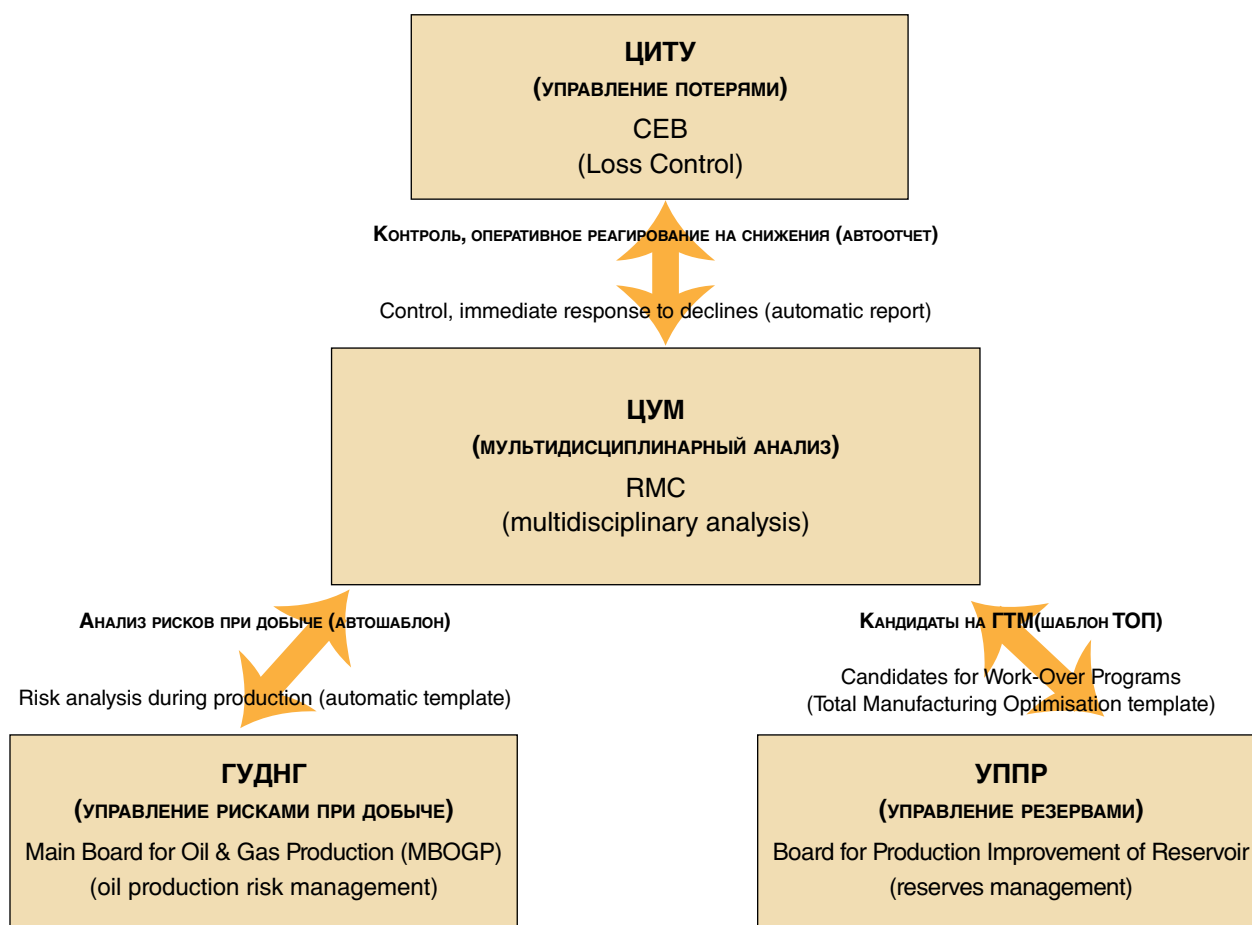 ЦИТУ
(УПРАВЛЕНИЕ ПОТЕРЯМИ)
CEB
(Loss Control)
КОНТРОЛЬ, ОПЕРАТИВНОЕ РЕАГИРОВАНИЕ НА СНИЖЕНИЯ (АВТООТЧЕТ)
Control, immediate response to declines (automatic report)
ЦУМ
(МУЛЬТИДИСЦИПЛИНАРНЫЙ АНАЛИЗ)
RMC
(multidisciplinary analysis)
АНАЛИЗ РИСКОВ ПРИ ДОБЫЧЕ (АВТОШАБЛОН)
Risk analysis during production (automatic template)
КАНДИДАТЫ НА ГТМ(ШАБЛОН ТОП)
Candidates for Work-Over Programs
(Total Manufacturing Optimisation template)
ГУДНГ
(УПРАВЛЕНИЕ РИСКАМИ ПРИ ДОБЫЧЕ)
Main Board for Oil & Gas Production (MBOGP)
(oil production risk management)
УППР
(УПРАВЛЕНИЕ РЕЗЕРВАМИ)
Board for Production Improvement of Reservoir
(reserves management)